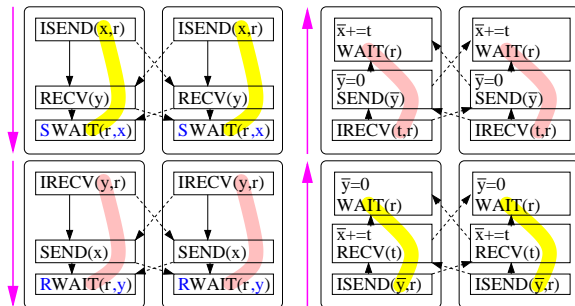 ISEND(x,r)
RECV(y)
SWAIT(r,x)
ISEND(x,r)
RECV(y)
SWAIT(r,x)
x̅+=t
WAIT(r)
y̅=0
SEND(y̅)
IRECV(t,r)
x̅+=t
WAIT(r)
y̅=0
SEND(y̅)
IRECV(t,r)
IRECV(y,r)
SEND(x)
RWAIT(r,y)
IRECV(y,r)
SEND(x)
RWAIT(r,y)
y̅=0
WAIT(r)
x̅+=t
RECV(t)
ISEND(y̅,r)
y̅=0
WAIT(r)
x̅+=t
RECV(t)
ISEND(y̅,r)